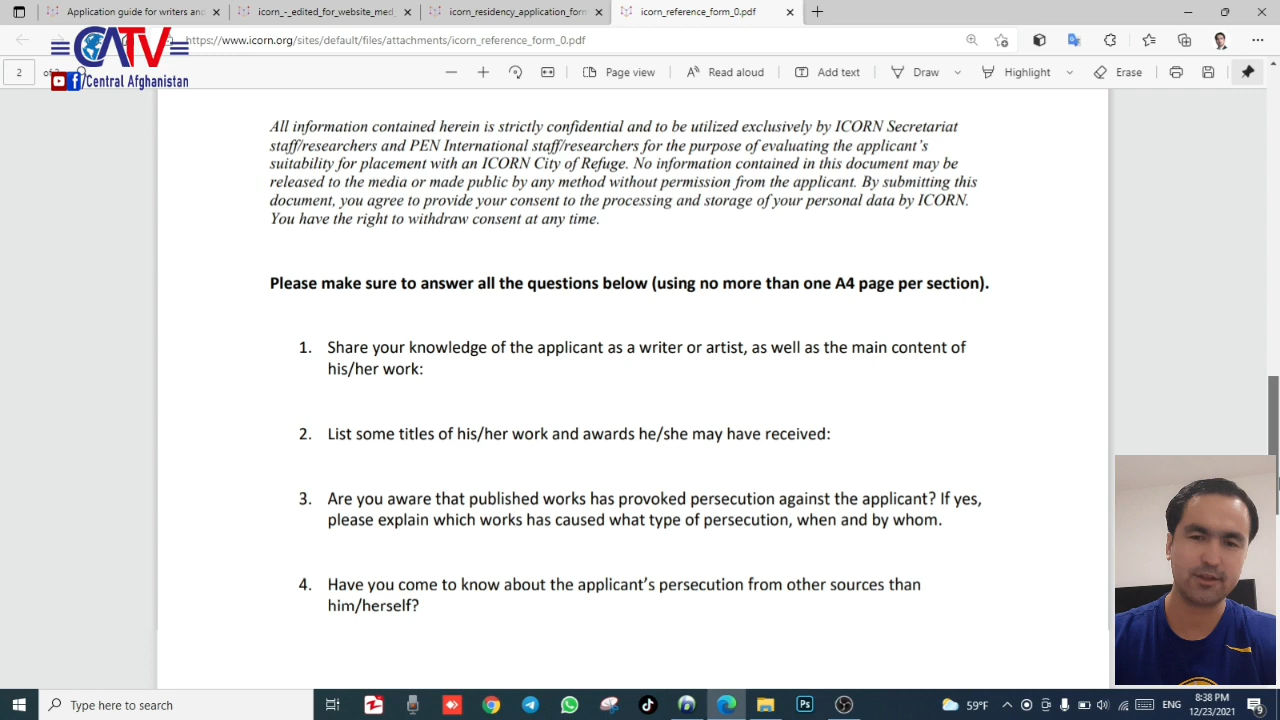 Application guide for writers and
icorn_-_edited_for_website_med
icorn_residency_application_form
icorn_reference_form_0.pdf
CATV
/Central Afghanistan
https://www.icorn.org/sites/default/files/attachments/icorn_reference_form_0.pdf
2
Page view
Read aloud
Add text
Draw
Highlight
Erase
All information contained herein is strictly confidential and to be utilized exclusively by ICORN Secretariat
staff/researchers and PEN International staff/researchers for the purpose of evaluating the applicant's
suitability for placement with an ICORN City of Refuge. No information contained in this document may be
released to the media or made public by any method without permission from the applicant. By submitting this
document, you agree to provide your consent to the processing and storage of your personal data by ICORN.
You have the right to withdraw consent at any time.
Please make sure to answer all the questions below (using no more than one A4 page per section).
1. Share your knowledge of the applicant as a writer or artist, as well as the main content of
his/her work:
2. List some titles of his/her work and awards he/she may have received:
3. Are you aware that published works has provoked persecution against the applicant? If yes,
please explain which works has caused what type of persecution, when and by whom.
4. Have you come to know about the applicant's persecution from other sources than
him/herself?
Type here to search
59°F
ENG
8:38 PM
12/23/2021